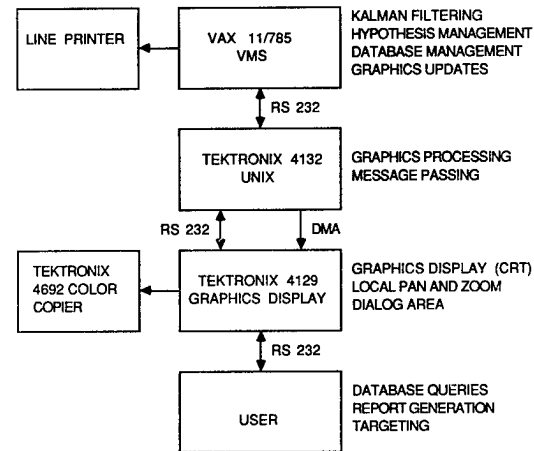 LINE PRINTER
VAX 11/785
VMS
KALMAN FILTERING
HYPOTHESIS MANAGEMENT
DATABASE MANAGEMENT
GRAPHICS UPDATES
RS 232
TEKTRONIX 4132
UNIX
GRAPHICS PROCESSING
MESSAGE PASSING
RS 232
DMA
TEKTRONIX
4692 COLOR
COPIER
TEKTRONIX 4129
GRAPHICS DISPLAY
GRAPHICS DISPLAY (CRT)
LOCAL PAN AND ZOOM
DIALOG AREA
RS 232
USER
DATABASE QUERIES
REPORT GENERATION
TARGETING